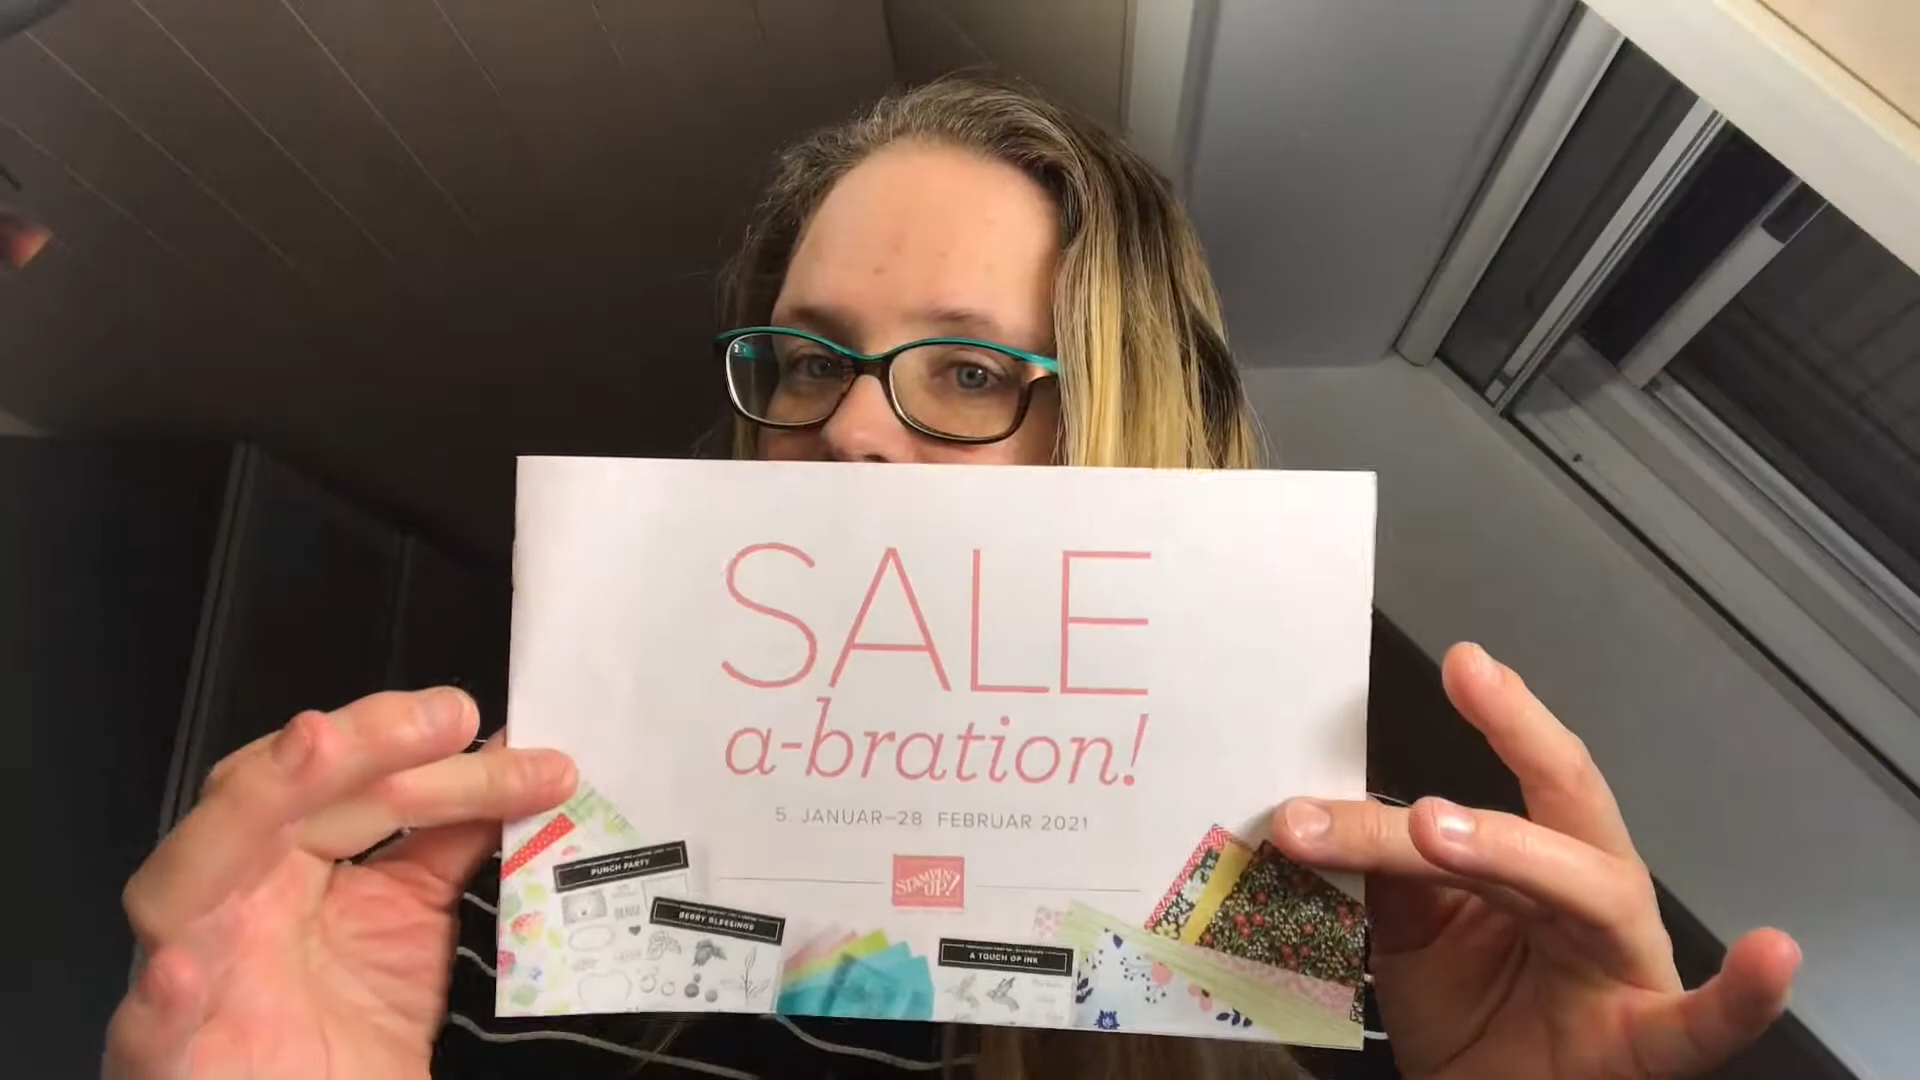 SALE
a-bration!
5. JANUAR–28 FEBRUAR 2021
STAMPIN'
UP!
PUNCH PARTY
BERRY BLESSINGS
A TOUCH OF INK